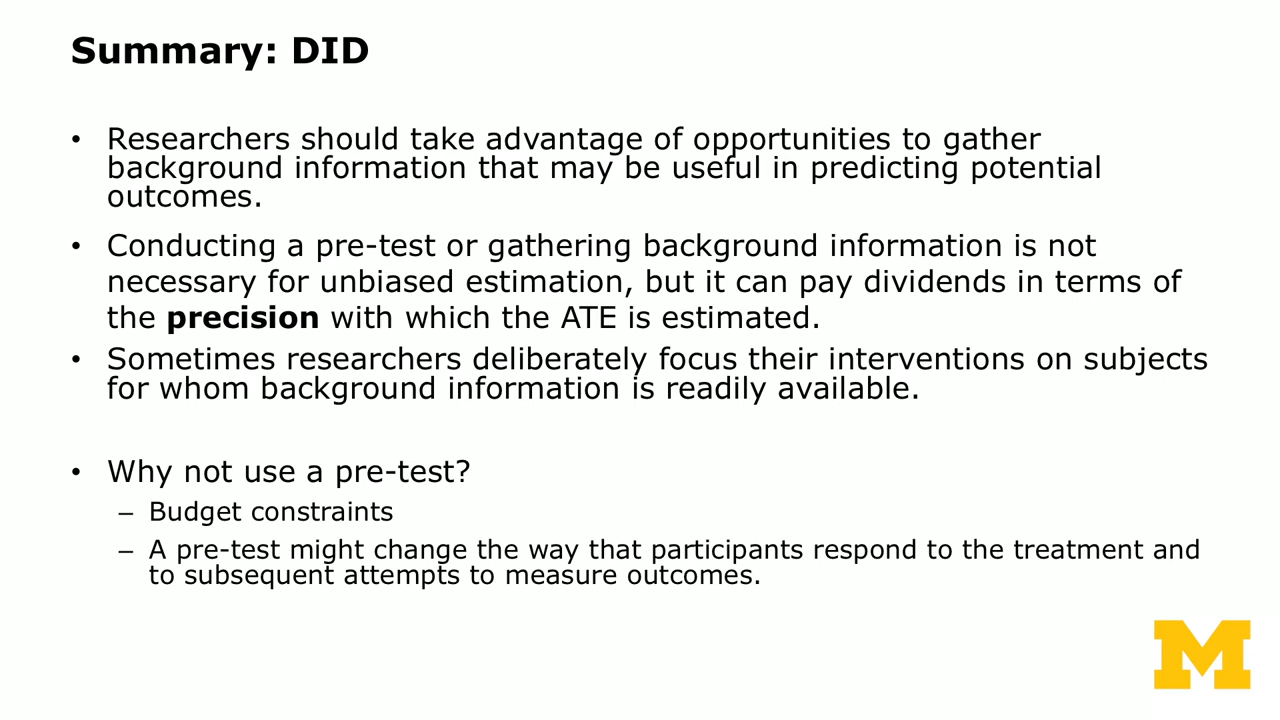 Summary: DID
• Researchers should take advantage of opportunities to gather
background information that may be useful in predicting potential
outcomes.
• Conducting a pre-test or gathering background information is not
necessary for unbiased estimation, but it can pay dividends in terms of
the precision with which the ATE is estimated.
• Sometimes researchers deliberately focus their interventions on subjects
for whom background information is readily available.
• Why not use a pre-test?
– Budget constraints
– A pre-test might change the way that participants respond to the treatment and
to subsequent attempts to measure outcomes.
M